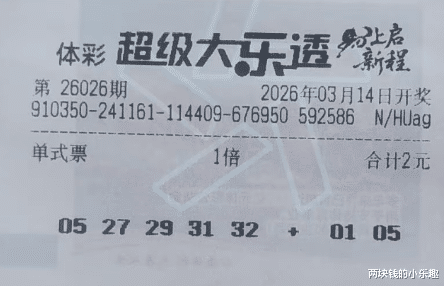 体彩 超级大乐透 马上启新程
第 26026期 2026年03月14日开奖
910350-241161-114409-676950 592586 N/HUag
单式票 1倍 合计2元
05 27 29 31 32 + 01 05
两块钱的小乐趣